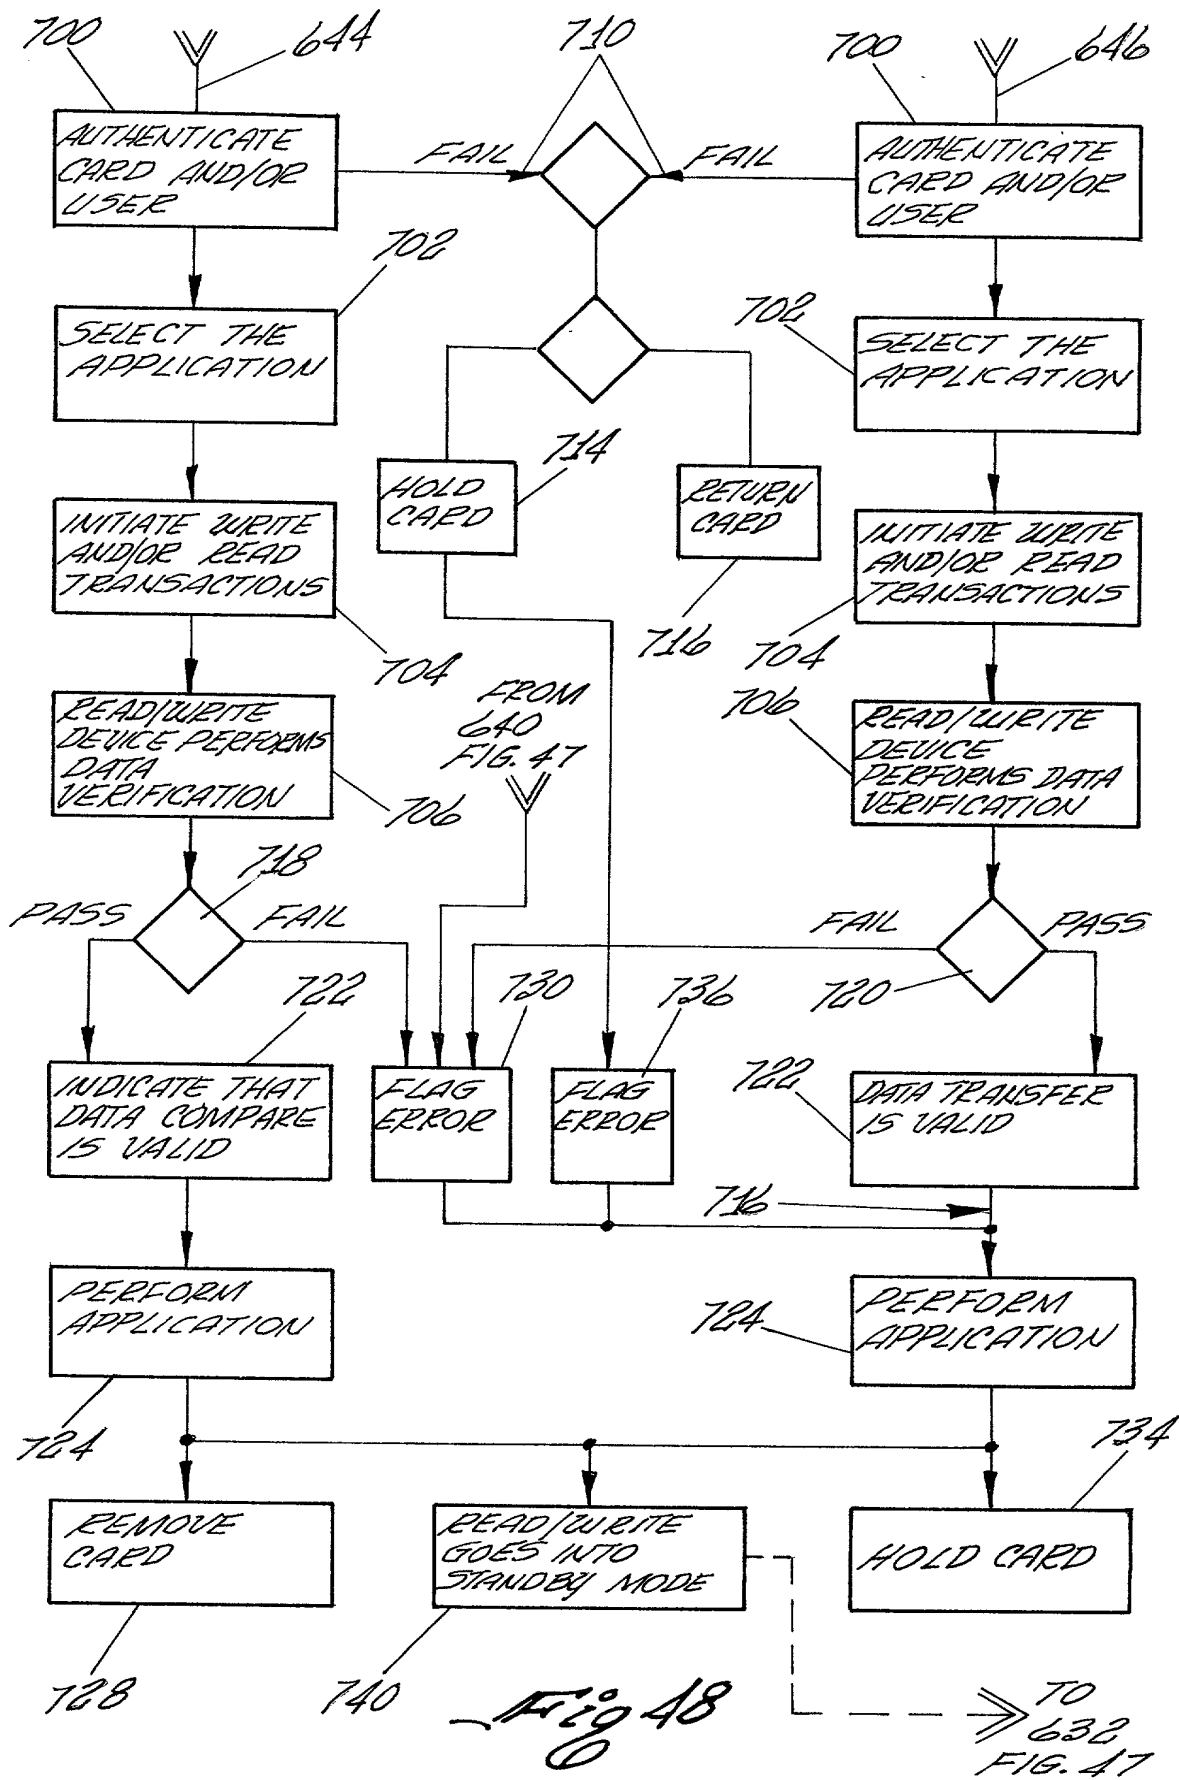 700
644
710
700
646
AUTHENTICATE
CARD AND/OR
USER
FAIL
FAIL
AUTHENTICATE
CARD AND/OR
USER
702
SELECT THE
APPLICATION
702
SELECT THE
APPLICATION
714
HOLD
CARD
RETURN
CARD
716
INITIATE WRITE
AND/OR READ
TRANSACTIONS
704
INITIATE WRITE
AND/OR READ
TRANSACTIONS
704
FROM
640
FIG. 47
READ/WRITE
DEVICE PERFORMS
DATA
VERIFICATION
706
706
READ/WRITE
DEVICE
PERFORMS DATA
VERIFICATION
718
PASS
FAIL
FAIL
PASS
720
722
730
736
722
INDICATE THAT
DATA COMPARE
IS VALID
FLAG
ERROR
FLAG
ERROR
DATA TRANSFER
IS VALID
716
PERFORM
APPLICATION
724
724
PERFORM
APPLICATION
734
REMOVE
CARD
728
READ/WRITE
GOES INTO
STANDBY MODE
740
HOLD CARD
Fig 48
TO
632
FIG. 47